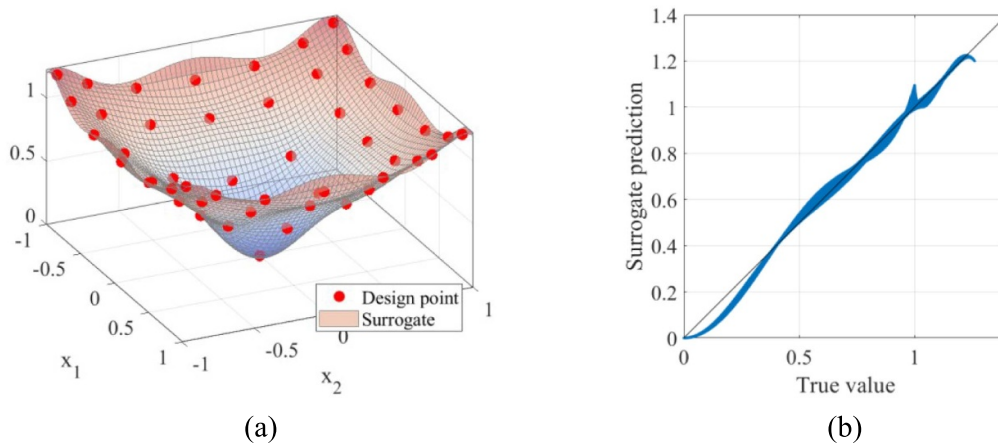 1
0.5
0
-1
-0.5
0
0.5
1
x1
-1
-0.5
0
1
x2
Design point
Surrogate
(a)
1.4
1.2
1
0.8
0.6
0.4
0.2
0
Surrogate prediction
0
0.5
1
True value
(b)